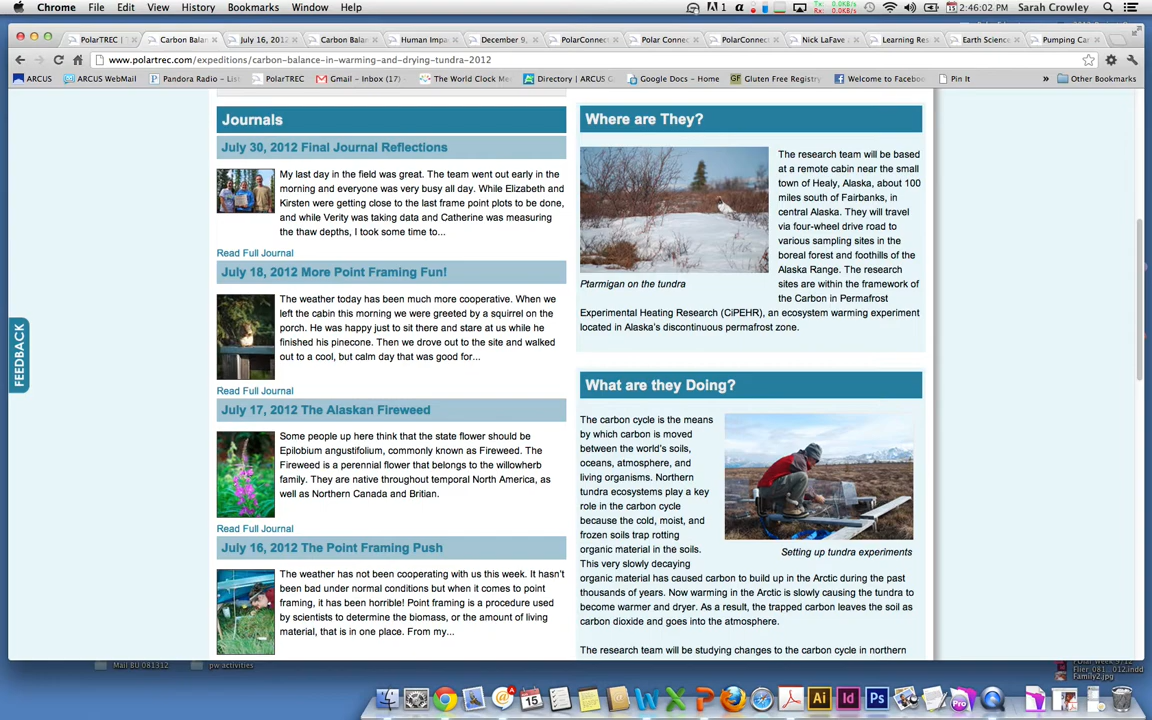 Chrome File Edit View History Bookmarks Window Help 1 2:46:02 PM Sarah Crowley
PolarTREC | Carbon Balan July 16, 2012 Carbon Balan Human Impa December 9, PolarConnect Polar Connec PolarConnect Nick LaFave Learning Res Earth Science Pumping Car
www.polartrec.com/expeditions/carbon-balance-in-warming-and-drying-tundra-2012
ARCUS ARCUS WebMail Pandora Radio - List PolarTREC Gmail - Inbox (17) The World Clock Me Directory | ARCUS Google Docs - Home GF Gluten Free Registry Welcome to Facebo Pin It » Other Bookmarks
Journals
July 30, 2012 Final Journal Reflections
My last day in the field was great. The team went out early in the
morning and everyone was very busy all day. While Elizabeth and
Kirsten were getting close to the last frame point plots to be done,
and while Verity was taking data and Catherine was measuring
the thaw depths, I took some time to...
Read Full Journal
July 18, 2012 More Point Framing Fun!
The weather today has been much more cooperative. When we
left the cabin this morning we were greeted by a squirrel on the
porch. He was happy just to sit there and stare at us while he
finished his pinecone. Then we drove out to the site and walked
out to a cool, but calm day that was good for...
Read Full Journal
July 17, 2012 The Alaskan Fireweed
Some people up here think that the state flower should be
Epilobium angustifolium, commonly known as Fireweed. The
Fireweed is a perennial flower that belongs to the willowherb
family. They are native throughout temporal North America, as
well as Northern Canada and Britian.
Read Full Journal
July 16, 2012 The Point Framing Push
The weather has not been cooperating with us this week. It hasn't
been bad under normal conditions but when it comes to point
framing, it has been horrible! Point framing is a procedure used
by scientists to determine the biomass, or the amount of living
material, that is in one place. From my...
Where are They?
The research team will be based
at a remote cabin near the small
town of Healy, Alaska, about 100
miles south of Fairbanks, in
central Alaska. They will travel
via four-wheel drive road to
various sampling sites in the
boreal forest and foothills of the
Alaska Range. The research
sites are within the framework of
the Carbon in Permafrost
Experimental Heating Research (CiPEHR), an ecosystem warming experiment
located in Alaska's discontinuous permafrost zone.
Ptarmigan on the tundra
What are they Doing?
The carbon cycle is the means
by which carbon is moved
between the world's soils,
oceans, atmosphere, and
living organisms. Northern
tundra ecosystems play a key
role in the carbon cycle
because the cold, moist, and
frozen soils trap rotting
organic material in the soils.
This very slowly decaying
organic material has caused carbon to build up in the Arctic during the past
thousands of years. Now warming in the Arctic is slowly causing the tundra to
become warmer and dryer. As a result, the trapped carbon leaves the soil as
carbon dioxide and goes into the atmosphere.
Setting up tundra experiments
The research team will be studying changes to the carbon cycle in northern
FEEDBACK
Mail BU 081312 pw activities
Family2.jpg
15 Ai Id Ps Pro